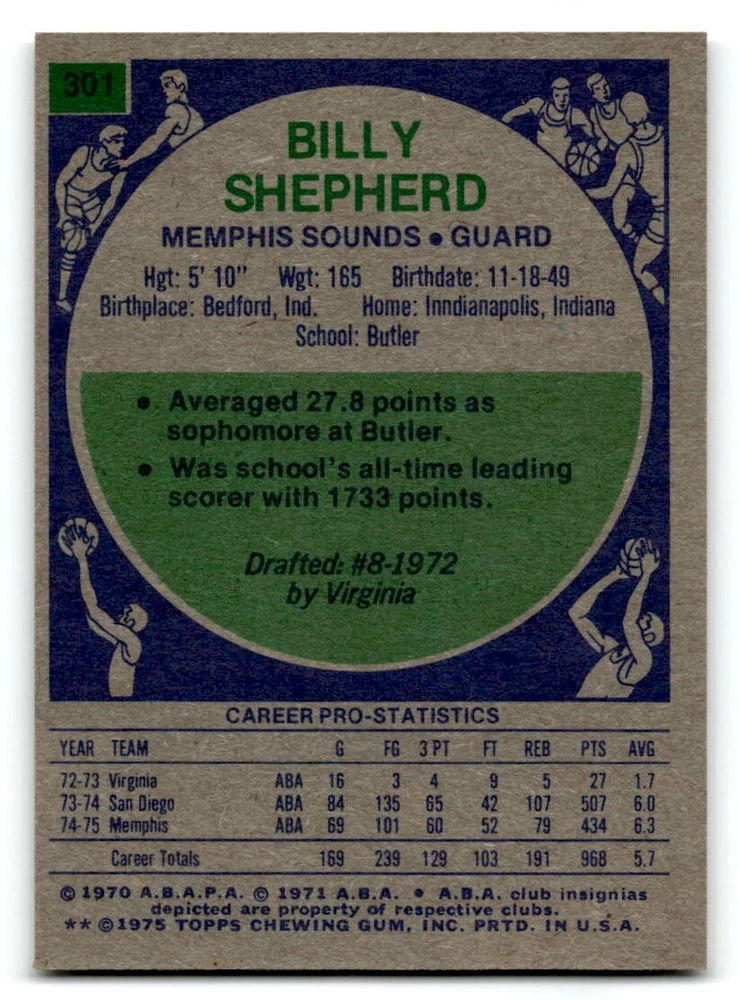 301
BILLY
SHEPHERD
MEMPHIS SOUNDS • GUARD
Hgt: 5' 10" Wgt: 165 Birthdate: 11-18-49
Birthplace: Bedford, Ind. Home: Inndianapolis, Indiana
School: Butler
• Averaged 27.8 points as
sophomore at Butler.
• Was school's all-time leading
scorer with 1733 points.
Drafted: #8-1972
by Virginia
CAREER PRO-STATISTICS
YEAR TEAM G FG 3 PT FT REB PTS AVG
72-73 Virginia ABA 16 3 4 9 5 27 1.7
73-74 San Diego ABA 84 135 65 42 107 507 6.0
74-75 Memphis ABA 69 101 60 52 79 434 6.3
Career Totals 169 239 129 103 191 968 5.7
© 1970 A.B.A.P.A. © 1971 A.B.A. • A.B.A. club insignias
depicted are property of respective clubs.
** ©1975 TOPPS CHEWING GUM, INC. PRTD. IN U.S.A.